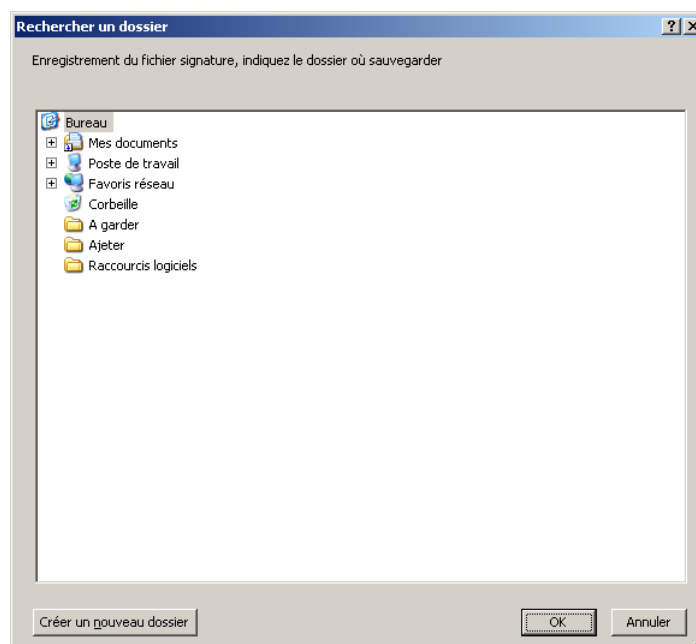 Rechercher un dossier
Enregistrement du fichier signature, indiquez le dossier où sauvegarder
Bureau
Mes documents
Poste de travail
Favoris réseau
Corbeille
A garder
Ajeter
Raccourcis logiciels
Créer un nouveau dossier
OK
Annuler